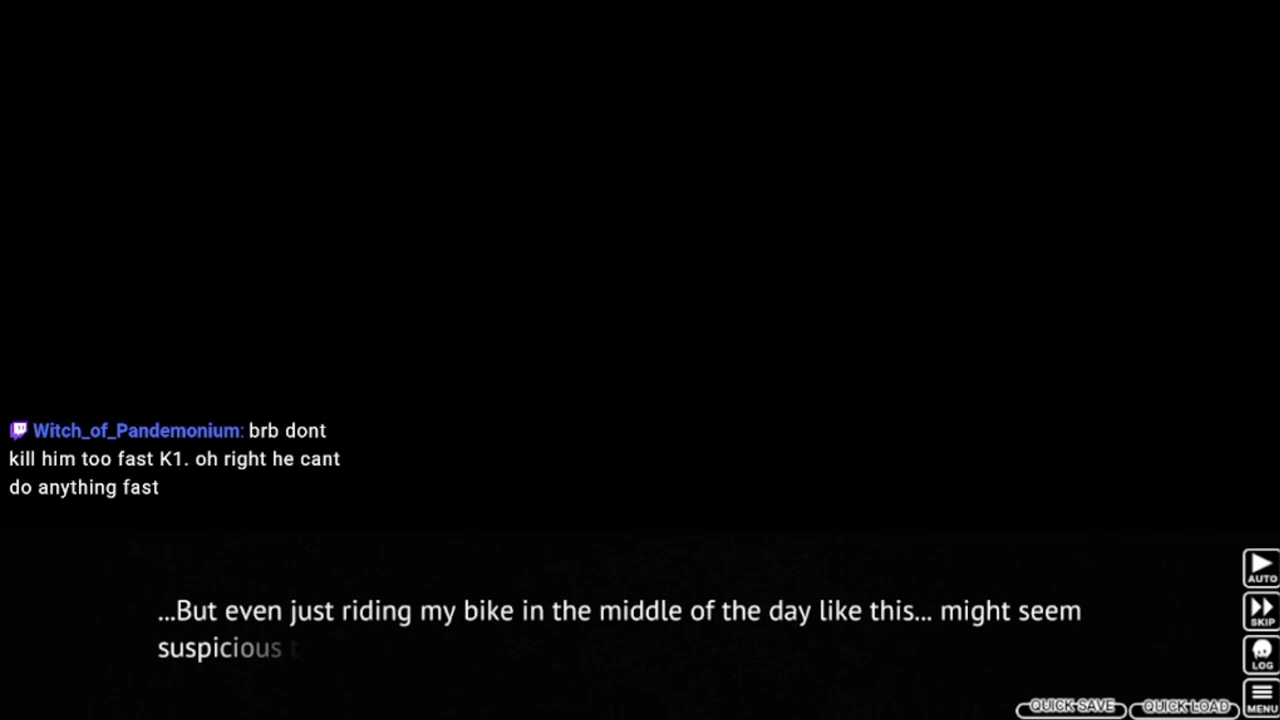 Witch_of_Pandemonium: brb dont
kill him too fast K1. oh right he cant
do anything fast
...But even just riding my bike in the middle of the day like this... might seem
suspicious t
AUTO
SKIP
LOG
MENU
QUICK SAVE
QUICK LOAD